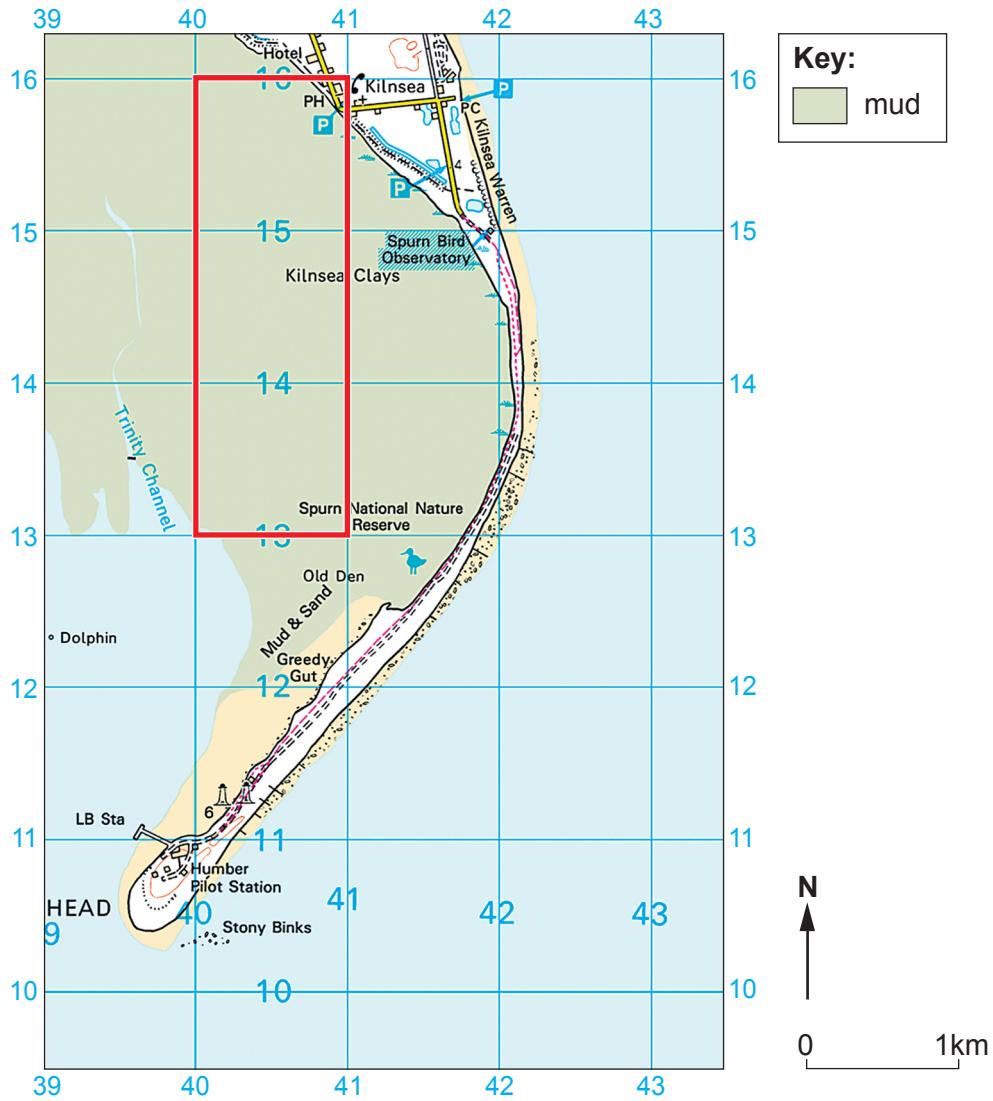 39 40 41 42 43
Key:
mud
Hotel
16 16 16
Kilnsea
P
PH
PC
P
Kilnsea Warren
4
P
15 15 15
Spurn Bird
Observatory
Kilnsea Clays
14 14 14
Trinity Channel
Spurn National Nature
Reserve
13 13 13
Old Den
Mud & Sand
Dolphin
Greedy
Gut
12 12 12
6
LB Sta
11 11 11
Humber
Pilot Station
HEAD
40 41 42 43
9
Stony Binks
N
10 10 10
0 1km
39 40 41 42 43